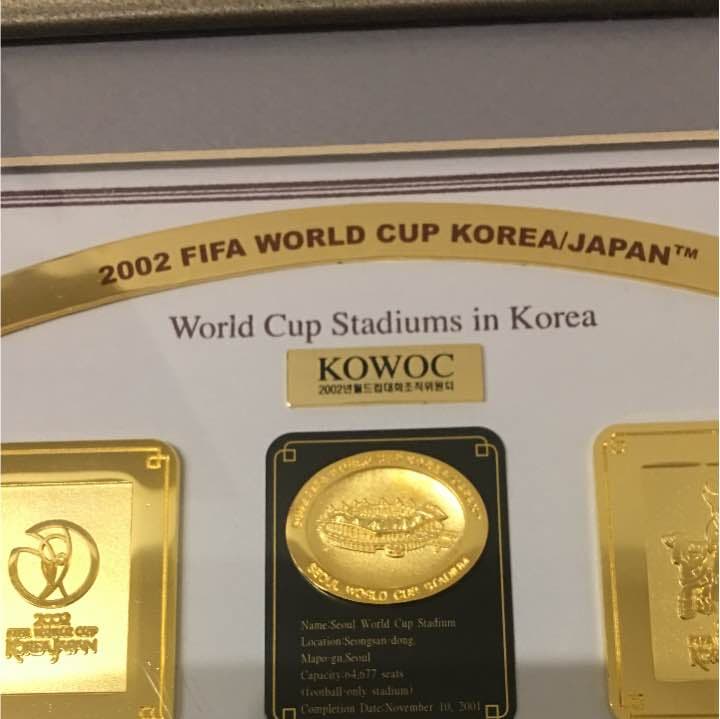 2002 FIFA WORLD CUP KOREA/JAPAN™
World Cup Stadiums in Korea
KOWOC
2002년월드컵대회조직위원회
2002
FIFA WORLD CUP
KOREA JAPAN
SEOUL WORLD CUP STADIUM
Name:Seoul World Cup Stadium
Location:Seongsan-dong,
Mapo-gu,Seoul
Capacity:64,677 seats
(football-only stadium)
Completion Date:November 10, 2001